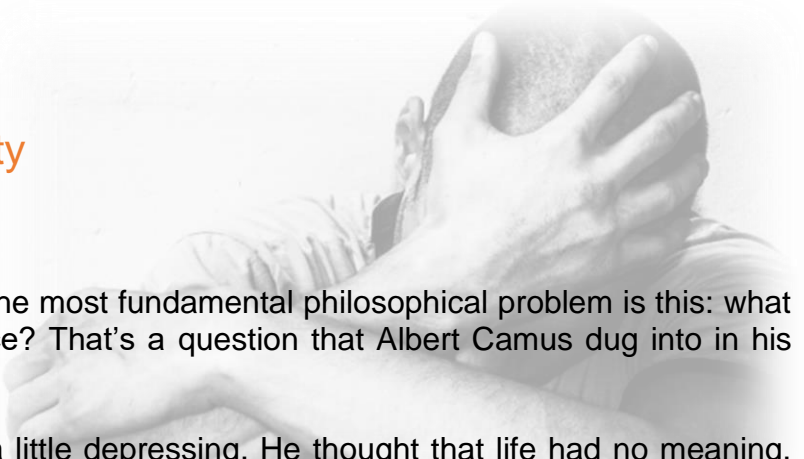 ty
he most fundamental philosophical problem is this: what
e? That’s a question that Albert Camus dug into in his
a little depressing. He thought that life had no meaning,